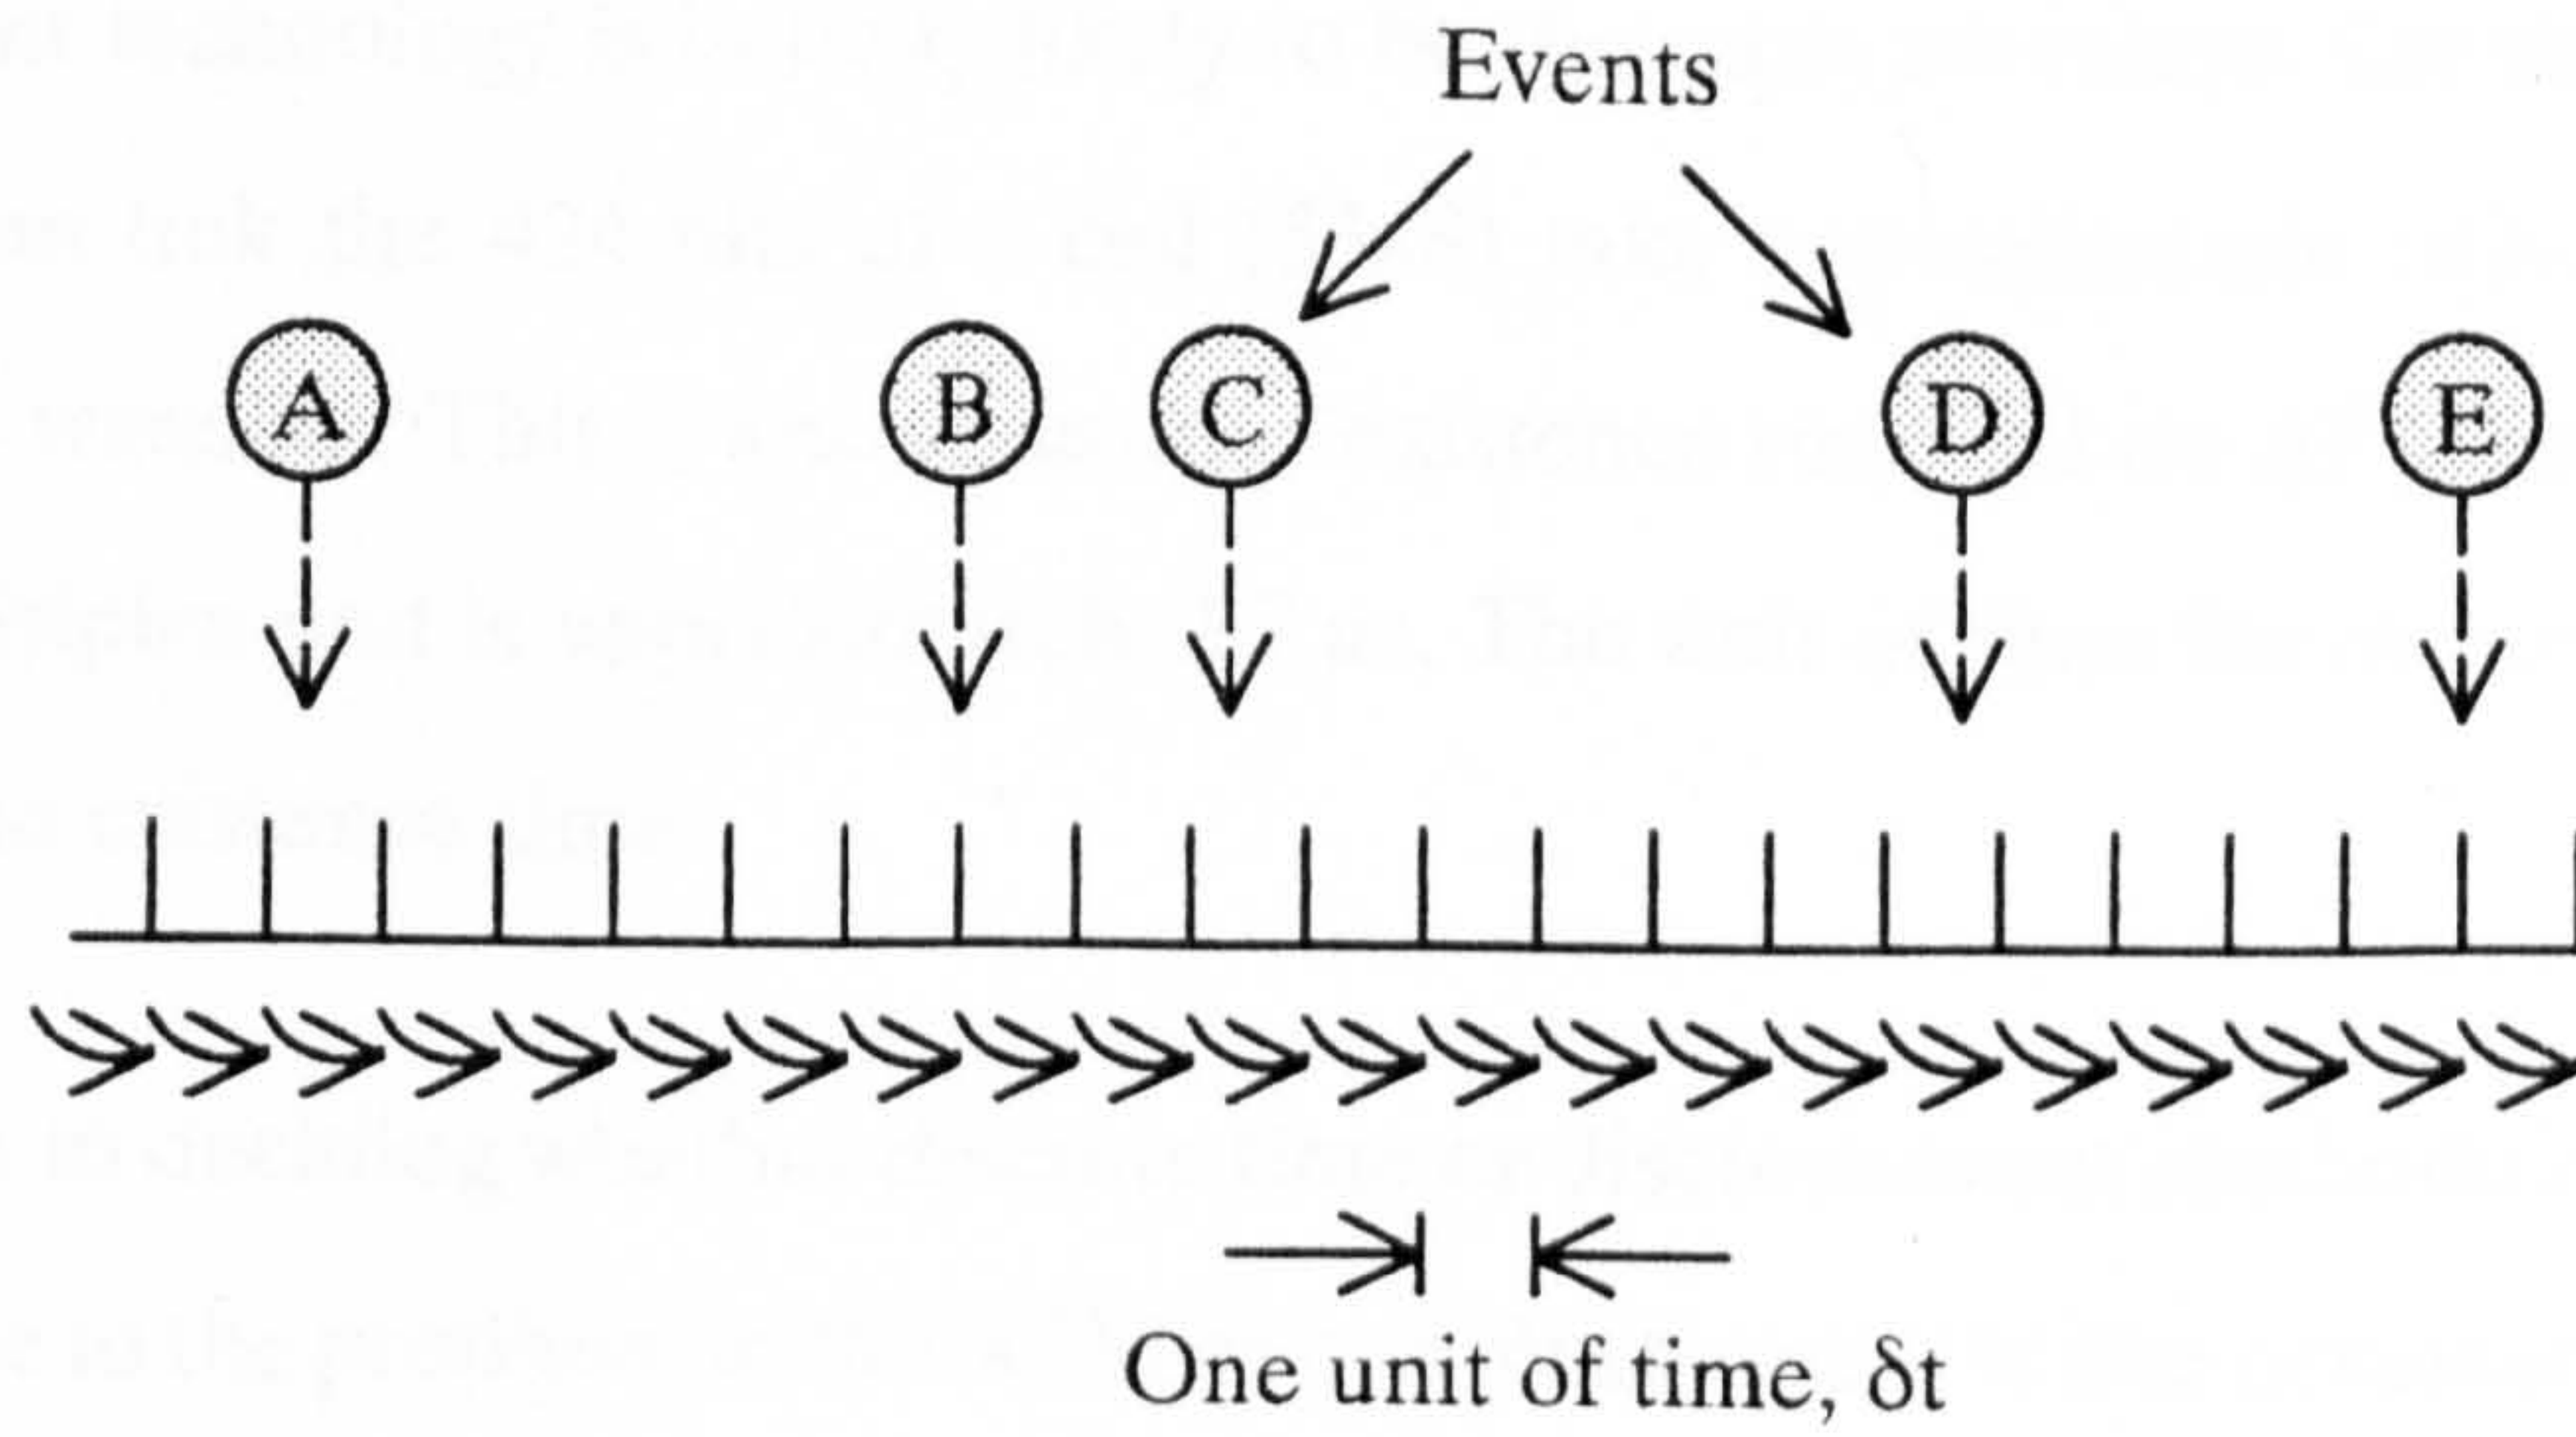 Events
A B C D E
One unit of time, δt